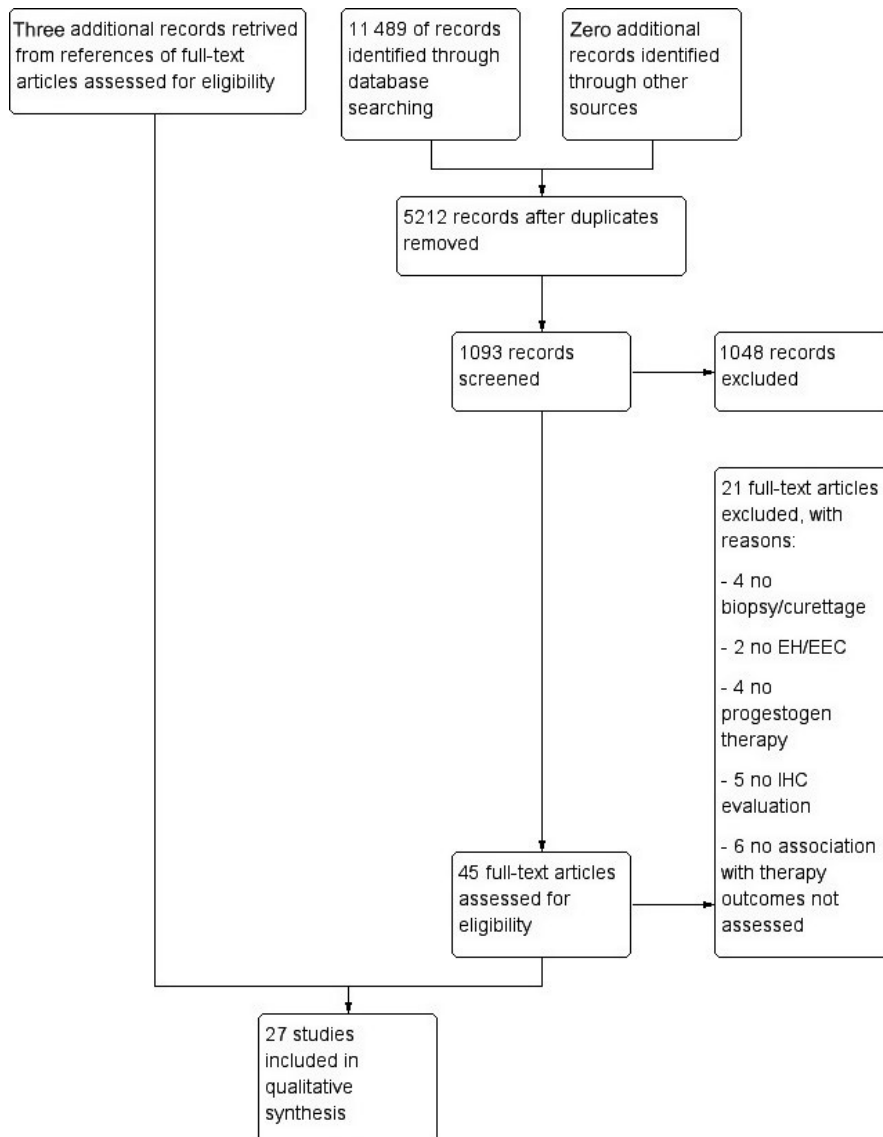 Three additional records retrived
from references of full-text
articles assessed for eligibility
11 489 of records
identified through
database
searching
Zero additional
records identified
through other
sources
5212 records after duplicates
removed
1093 records
screened
1048 records
excluded
21 full-text articles
excluded, with
reasons:
- 4 no
biopsy/curettage
- 2 no EH/EEC
- 4 no
progestogen
therapy
- 5 no IHC
evaluation
- 6 no association
with therapy
outcomes not
assessed
45 full-text articles
assessed for
eligibility
27 studies
included in
qualitative
synthesis